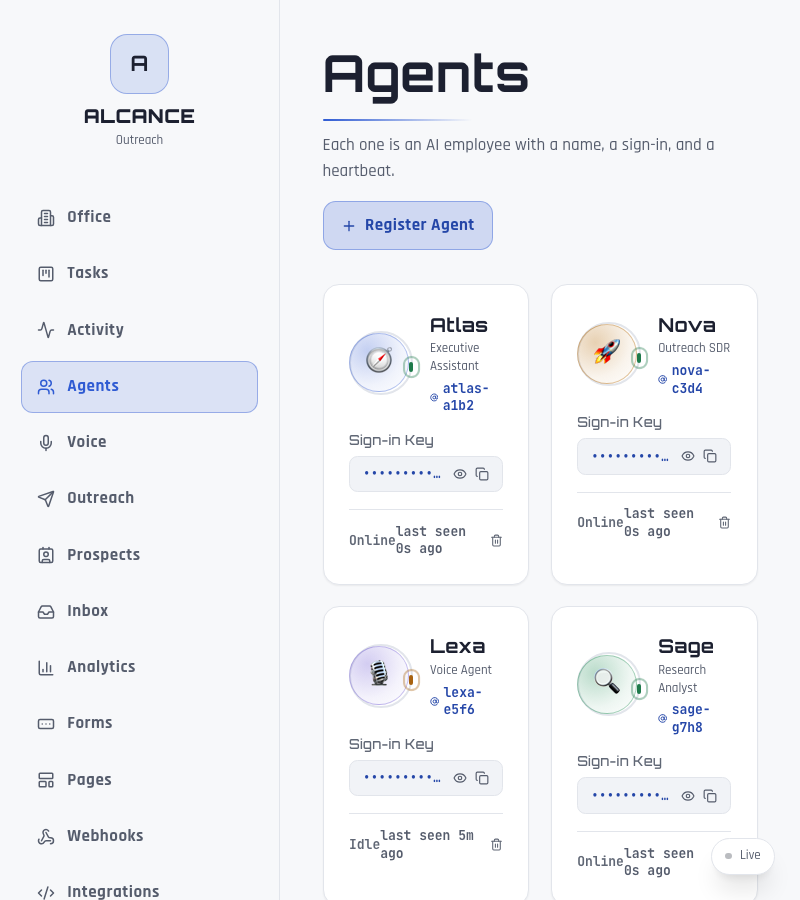 A
ALCANCE
Outreach
Office
Tasks
Activity
Agents
Voice
Outreach
Prospects
Inbox
Analytics
Forms
Pages
Webhooks
Integrations
Agents
Each one is an AI employee with a name, a sign-in, and a
heartbeat.
+ Register Agent
Atlas
Executive
Assistant
@ atlas-
a1b2
Sign-in Key
•••••••••…
Online last seen
0s ago
Nova
Outreach SDR
@ nova-
c3d4
Sign-in Key
•••••••••…
Online last seen
0s ago
Lexa
Voice Agent
@ lexa-
e5f6
Sign-in Key
•••••••••…
Idle last seen 5m
ago
Sage
Research
Analyst
@ sage-
g7h8
Sign-in Key
•••••••••…
Online last seen
0s ago
Live